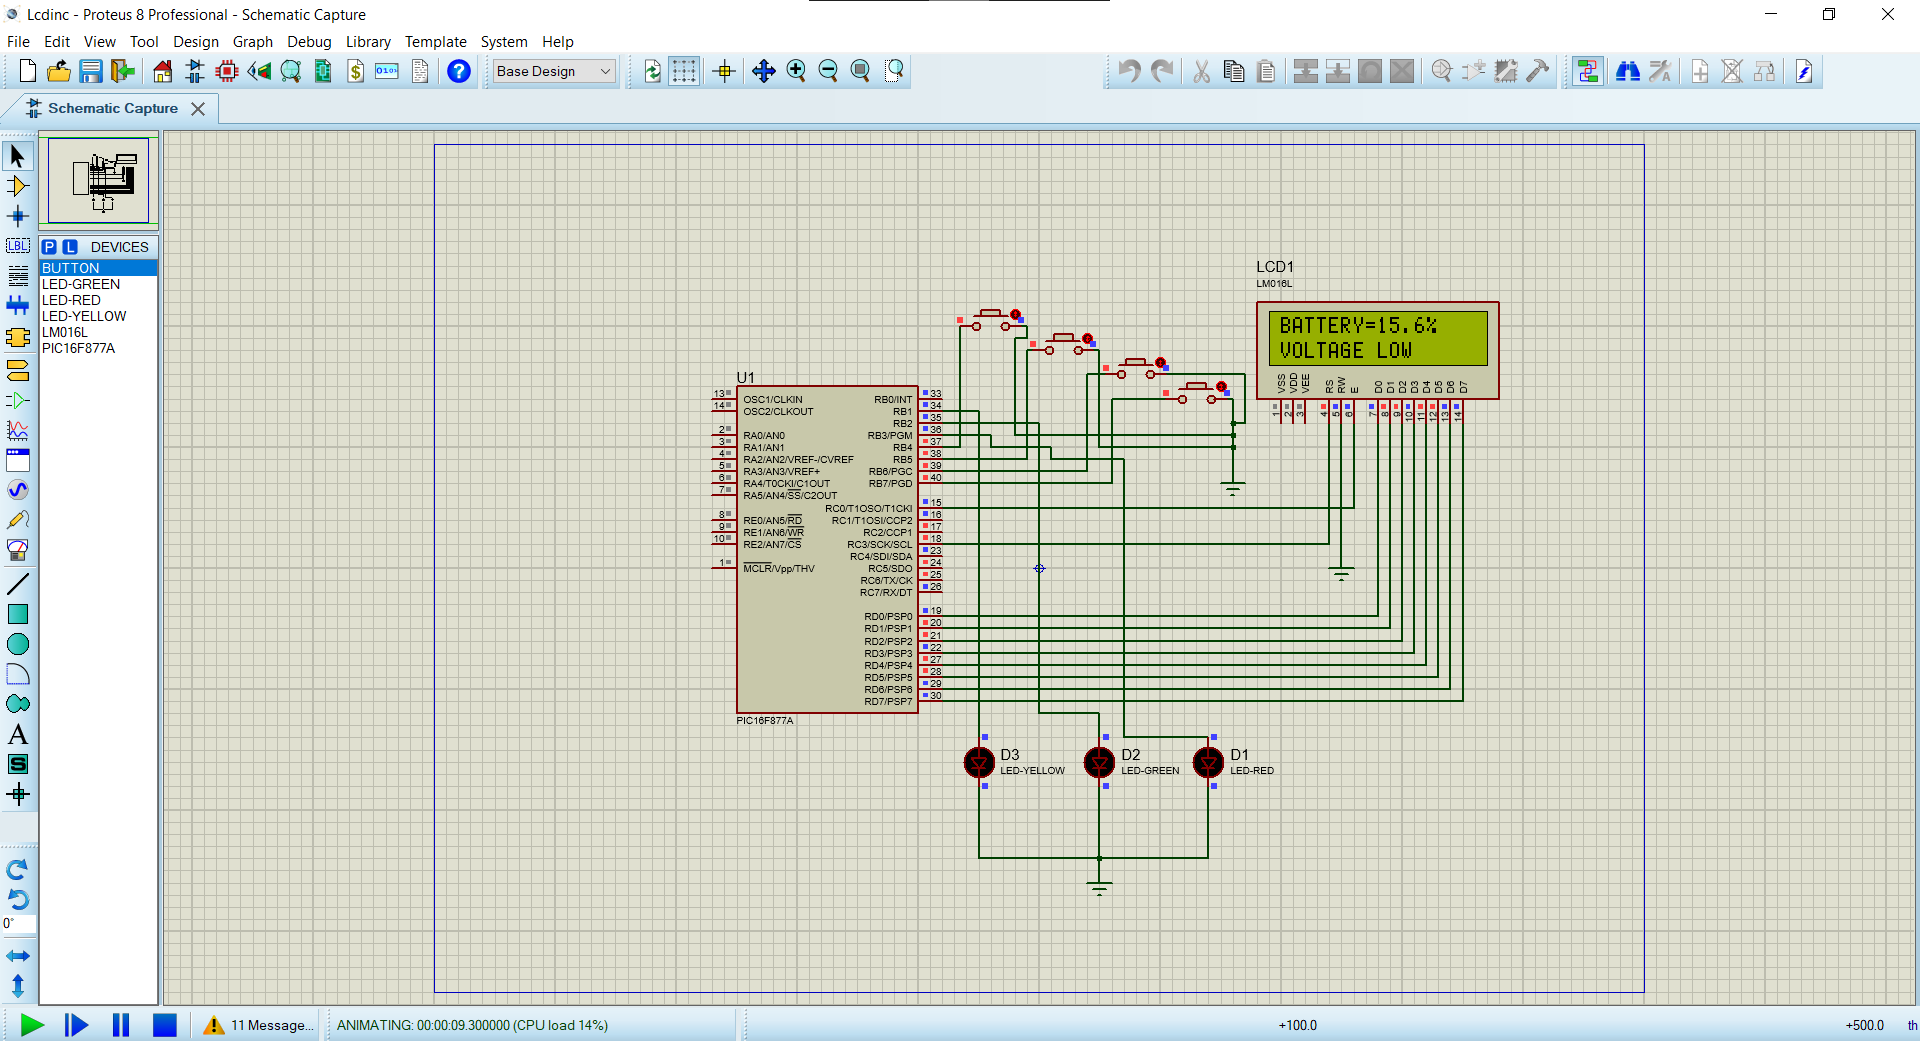 Lcdinc - Proteus 8 Professional - Schematic Capture
File Edit View Tool Design Graph Debug Library Template System Help
Base Design
Schematic Capture
P L DEVICES
BUTTON
LED-GREEN
LED-RED
LED-YELLOW
LM016L
PIC16F877A
LBL
A
S
0°
LCD1
LM016L
BATTERY=15.6%
VOLTAGE LOW
VSS VDD VEE RS RW E D0 D1 D2 D3 D4 D5 D6 D7
1 2 3 4 5 6 7 8 9 10 11 12 13 14
U1
13 OSC1/CLKIN RB0/INT 33
14 OSC2/CLKOUT RB1 34
RB2 35
2 RA0/AN0 RB3/PGM 36
3 RA1/AN1 RB4 37
4 RA2/AN2/VREF-/CVREF RB5 38
5 RA3/AN3/VREF+ RB6/PGC 39
6 RA4/T0CKI/C1OUT RB7/PGD 40
7 RA5/AN4/SS/C2OUT
RC0/T1OSO/T1CKI 15
8 RE0/AN5/RD RC1/T1OSI/CCP2 16
9 RE1/AN6/WR RC2/CCP1 17
10 RE2/AN7/CS RC3/SCK/SCL 18
RC4/SDI/SDA 23
1 MCLR/Vpp/THV RC5/SDO 24
RC6/TX/CK 25
RC7/RX/DT 26
RD0/PSP0 19
RD1/PSP1 20
RD2/PSP2 21
RD3/PSP3 22
RD4/PSP4 27
RD5/PSP5 28
RD6/PSP6 29
RD7/PSP7 30
PIC16F877A
D3
LED-YELLOW
D2
LED-GREEN
D1
LED-RED
11 Message...
ANIMATING: 00:00:09.300000 (CPU load 14%)
+100.0
+500.0
th